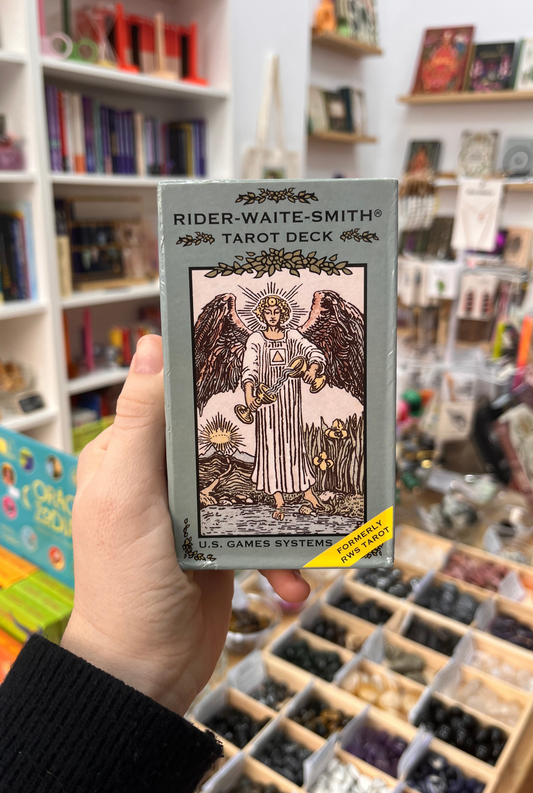 RIDER-WAITE-SMITH®
TAROT DECK
U.S. GAMES SYSTEMS
FORMERLY
RWS TAROT